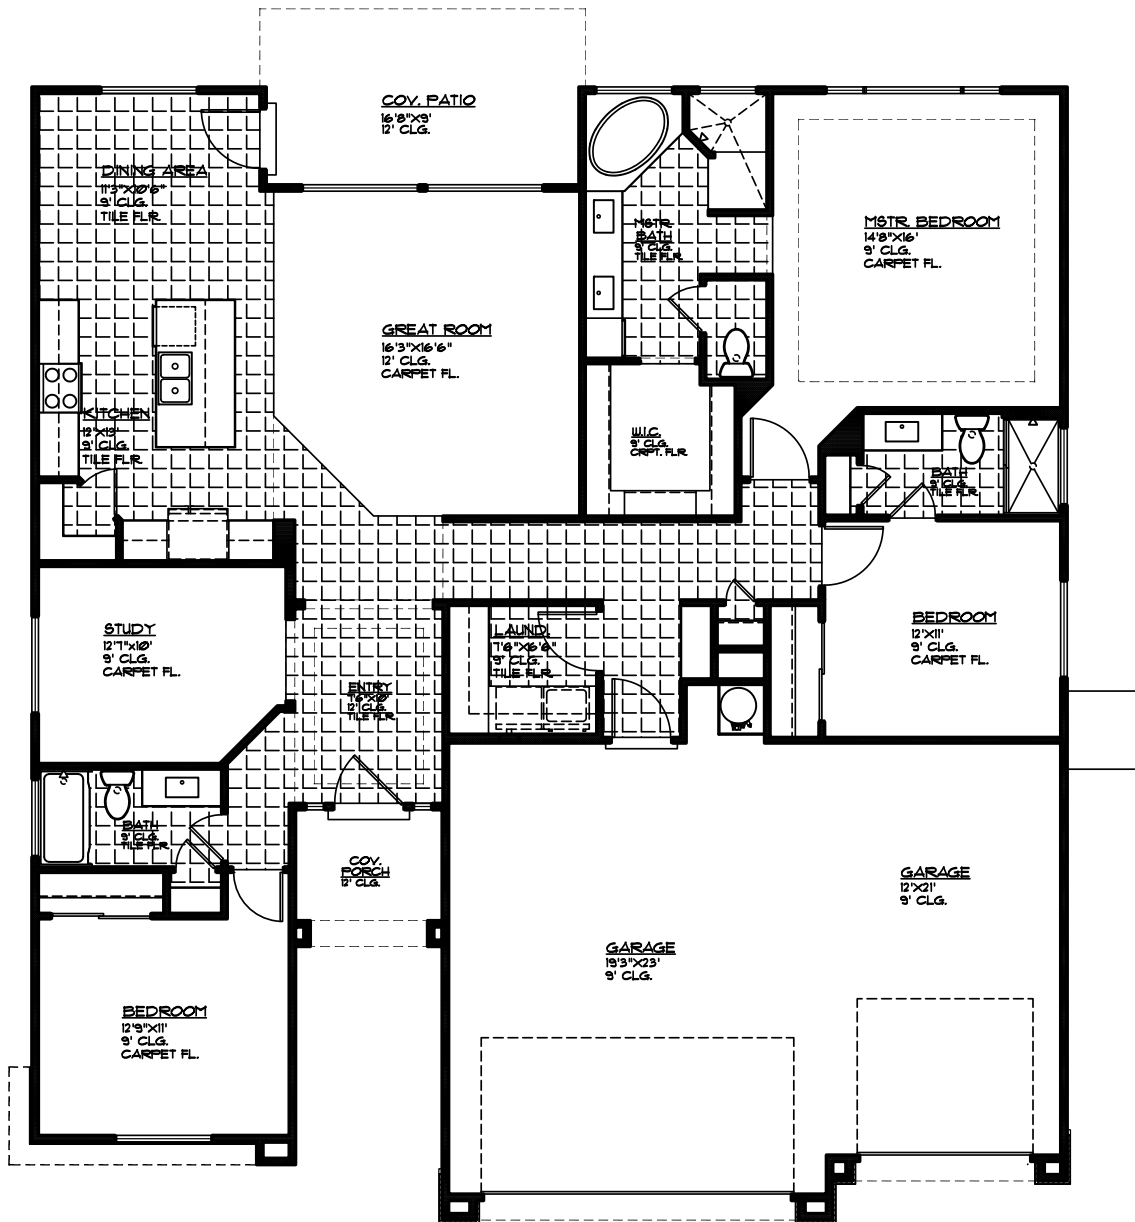 COV. PATIO
16'8"X9'
12' CLG.
DINING AREA
11'3"X10'6"
9' CLG.
TILE FLR.
MSTR. BATH
9' CLG.
TILE FLR.
MSTR. BEDROOM
14'8"X16'
9' CLG.
CARPET FL.
GREAT ROOM
16'3"X16'6"
12' CLG.
CARPET FL.
KITCHEN
12'X13'
9' CLG.
TILE FLR.
W.I.C.
9' CLG.
CRPT. FLR.
BATH
9' CLG.
TILE FLR.
STUDY
12'7"x10'
9' CLG.
CARPET FL.
LAUND.
7'6"X6'6"
9' CLG.
TILE FLR.
BEDROOM
12'X11'
9' CLG.
CARPET FL.
ENTRY
7'6"X10'
12' CLG.
TILE FLR.
BATH
9' CLG.
TILE FLR.
COV.
PORCH
12' CLG.
GARAGE
12'X21'
9' CLG.
GARAGE
19'3"X23'
9' CLG.
BEDROOM
12'9"X11'
9' CLG.
CARPET FL.